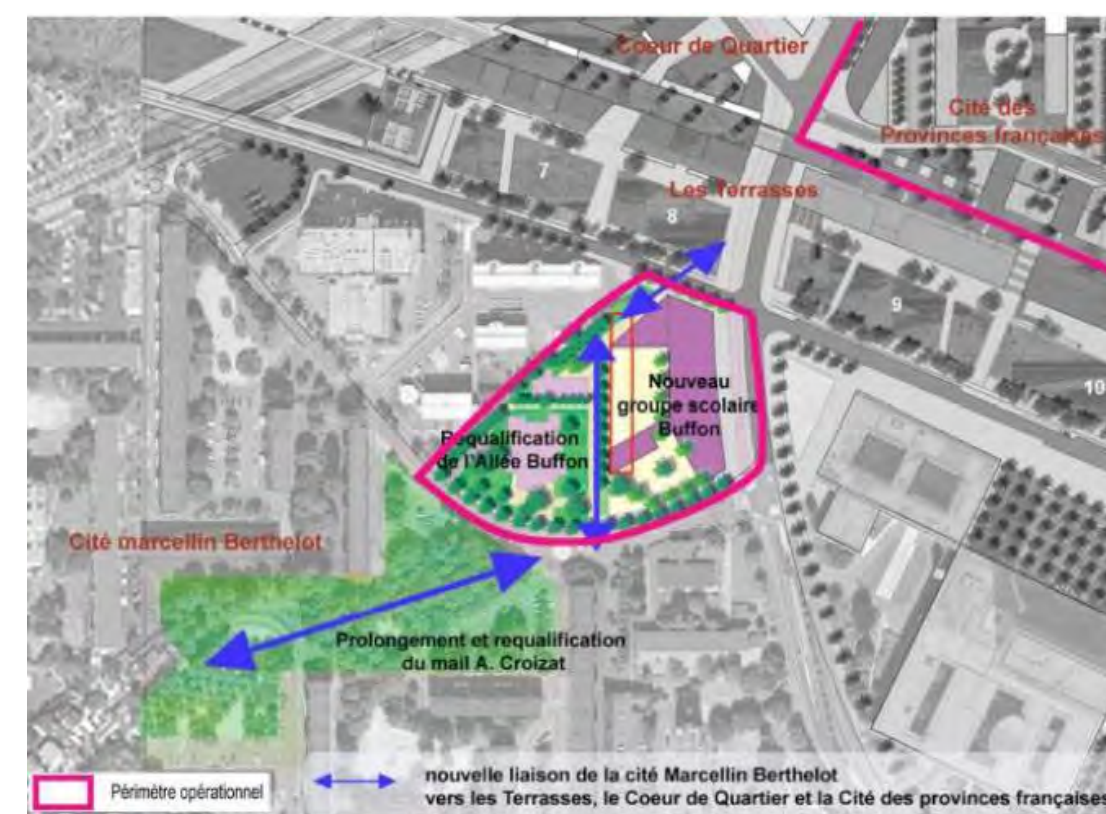 Coeur de Quartier
Cité des
Provinces françaises
Les Terrasses
7
8
9
10
Nouveau
groupe scolaire
Buffon
Requalification
de l'Allée Buffon
Cité marcellin Berthelot
Prolongement et requalification
du mail A. Croizat
Périmètre opérationnel
nouvelle liaison de la cité Marcellin Berthelot
vers les Terrasses, le Coeur de Quartier et la Cité des provinces françaises